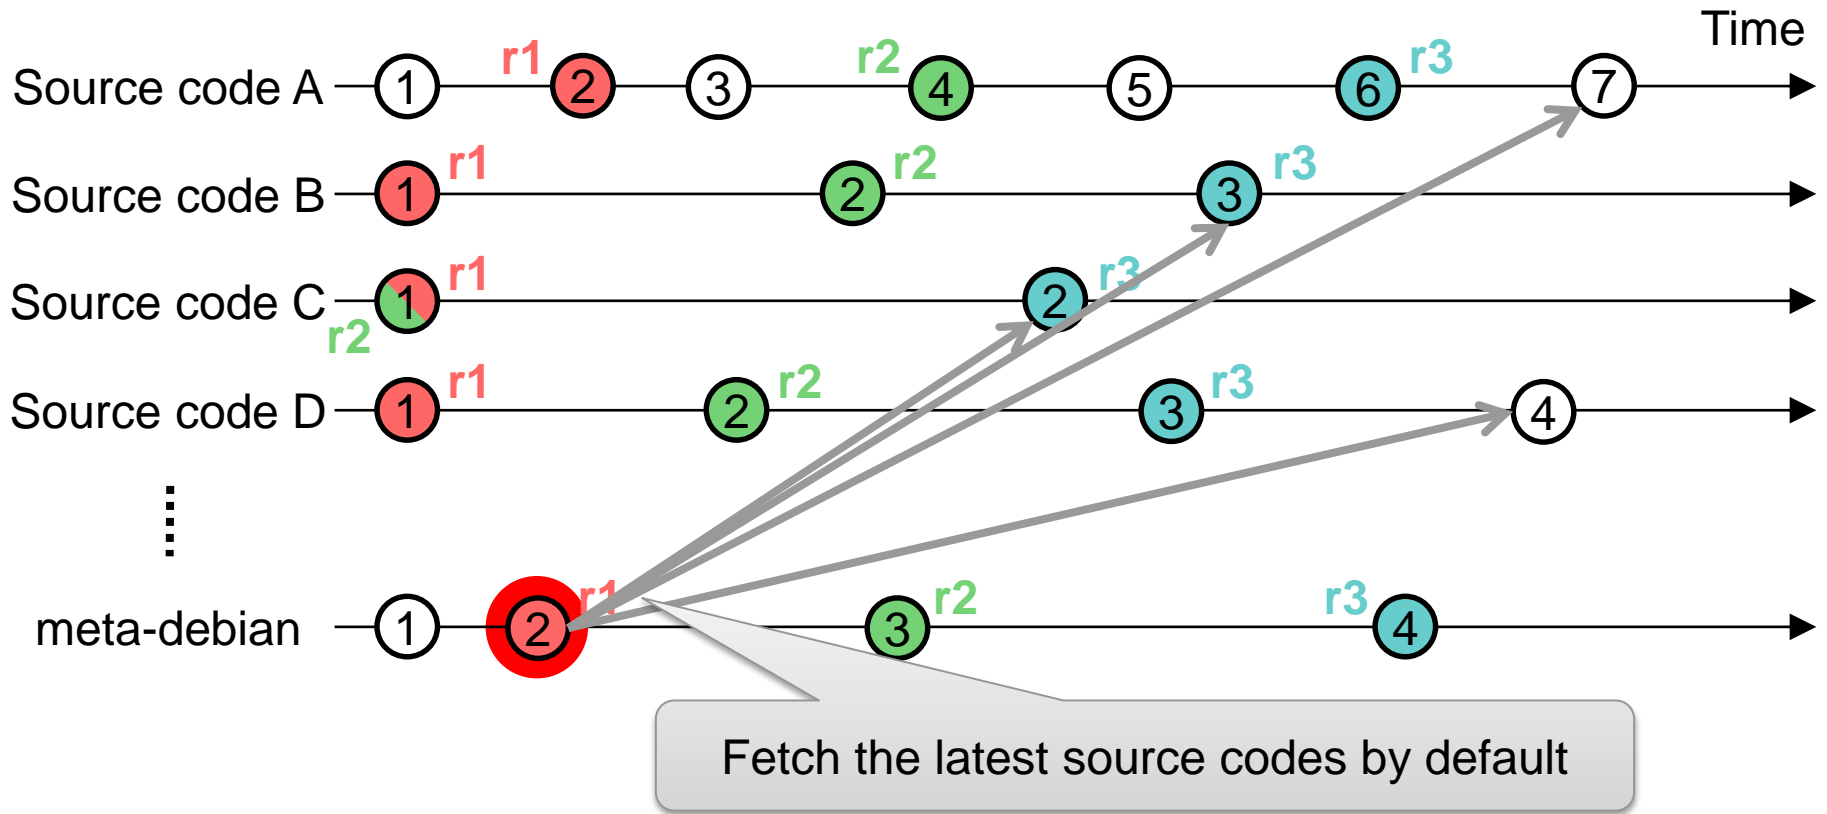 Time
r1 r2 r3
Source code A 1 2 3 4 5 6 7
r1 r2 r3
Source code B 1 2 3
r1 r3
Source code C 1 2
r2
r1 r2 r3
Source code D 1 2 3 4
r1 r2 r3
meta-debian 1 2 3 4
Fetch the latest source codes by default